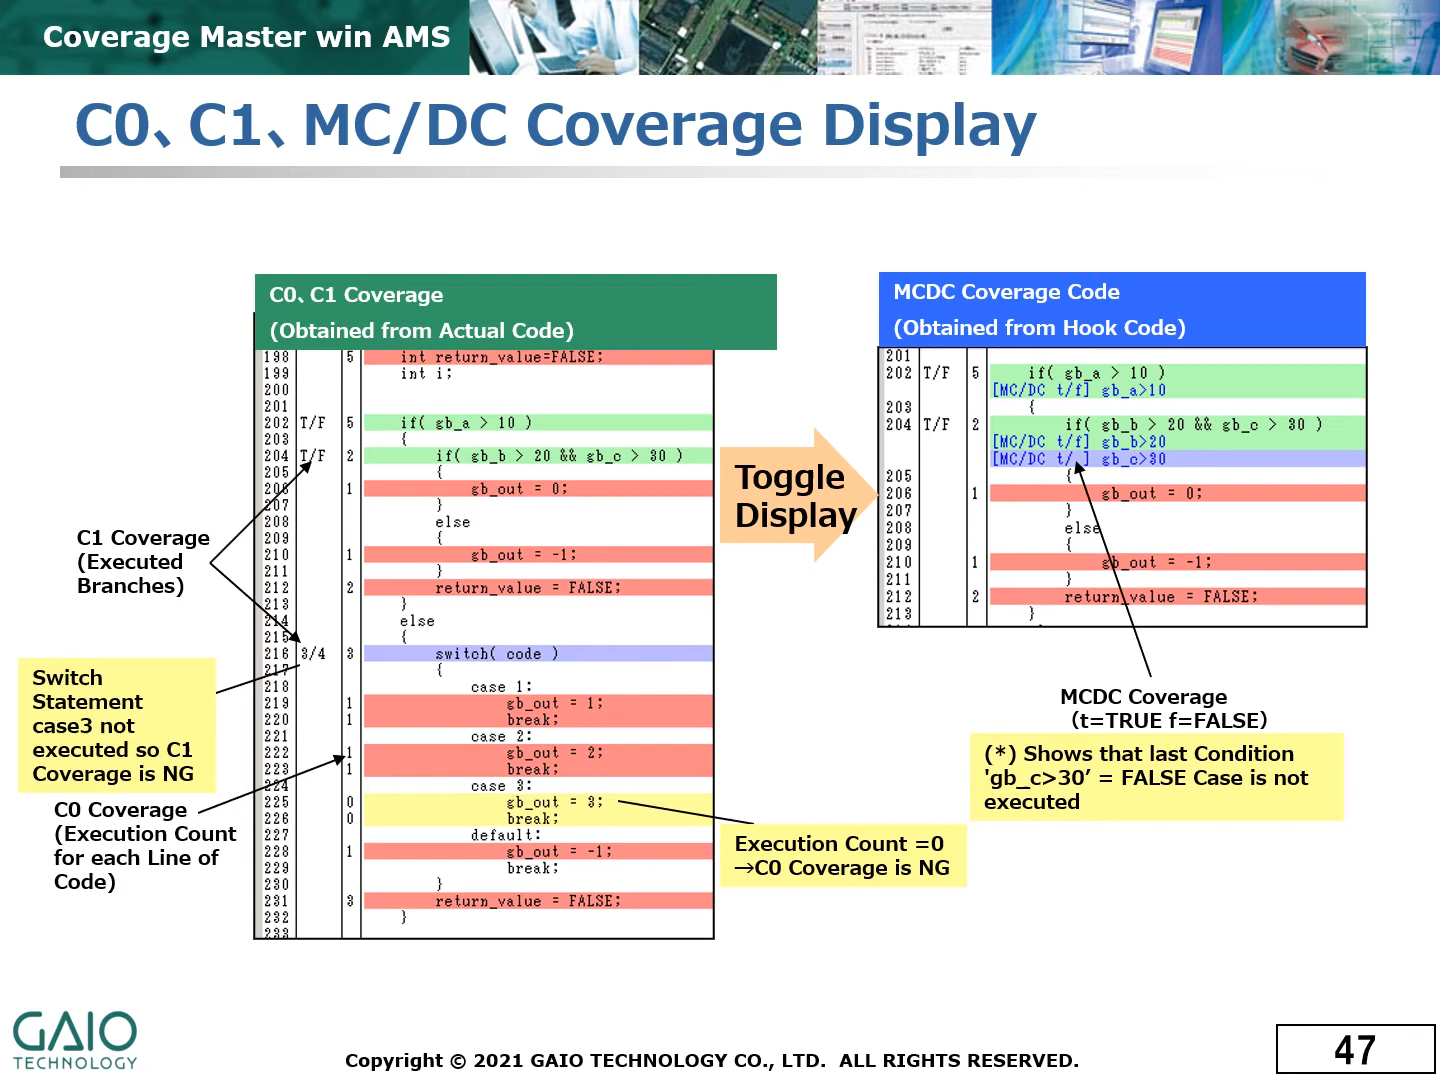 Coverage Master win AMS
C0、C1、MC/DC Coverage Display
C0、C1 Coverage
(Obtained from Actual Code)
198 5 int return_value=FALSE;
199 int i;
200
201
202 T/F 5 if( gb_a > 10 )
203 {
204 T/F 2 if( gb_b > 20 && gb_c > 30 )
205 {
206 1 gb_out = 0;
207 }
208 else
209 {
210 1 gb_out = -1;
211 }
212 2 return_value = FALSE;
213 }
214 else
215 {
216 3/4 3 switch( code )
217 {
218 case 1:
219 1 gb_out = 1;
220 1 break;
221 case 2:
222 1 gb_out = 2;
223 1 break;
224 case 3:
225 0 gb_out = 3;
226 0 break;
227 default:
228 1 gb_out = -1;
229 break;
230 }
231 3 return_value = FALSE;
232 }
233
C1 Coverage
(Executed
Branches)
Switch
Statement
case3 not
executed so C1
Coverage is NG
C0 Coverage
(Execution Count
for each Line of
Code)
Execution Count =0
→C0 Coverage is NG
Toggle
Display
MCDC Coverage Code
(Obtained from Hook Code)
201
202 T/F 5 if( gb_a > 10 )
[MC/DC t/f] gb_a>10
203 {
204 T/F 2 if( gb_b > 20 && gb_c > 30 )
[MC/DC t/f] gb_b>20
[MC/DC t/ ] gb_c>30
205 {
206 1 gb_out = 0;
207 }
208 else
209 {
210 1 gb_out = -1;
211 }
212 2 return_value = FALSE;
213 }
MCDC Coverage
（t=TRUE f=FALSE）
(*) Shows that last Condition
'gb_c>30’ = FALSE Case is not
executed
GAIO
TECHNOLOGY
Copyright © 2021 GAIO TECHNOLOGY CO., LTD. ALL RIGHTS RESERVED.
47